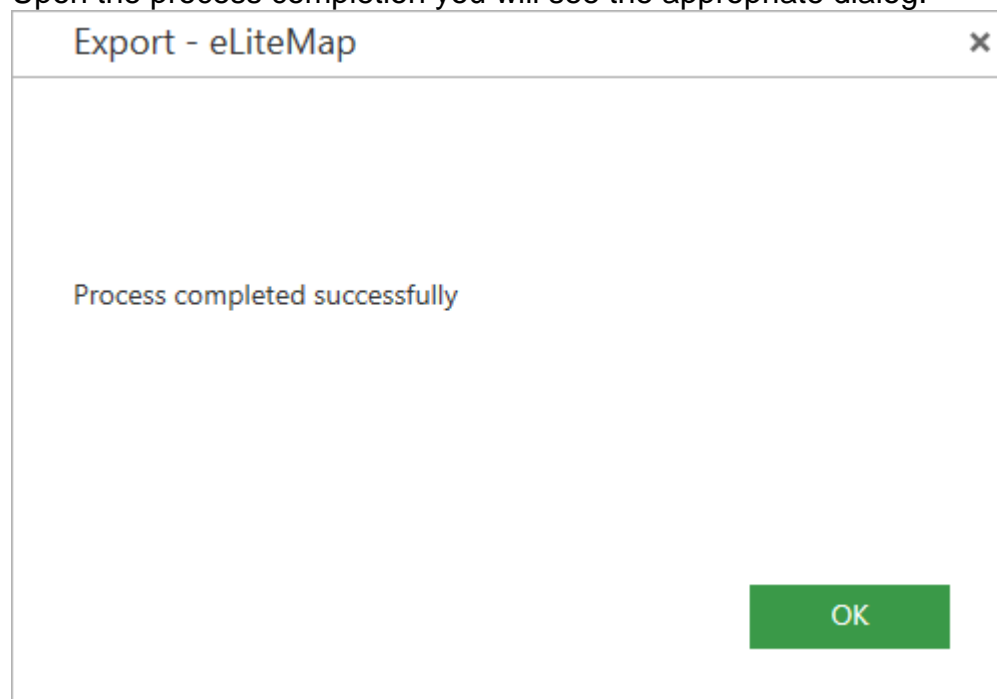 Upon the process completion you will see the appropriate dialog.
Export - eLiteMap
Process completed successfully
OK